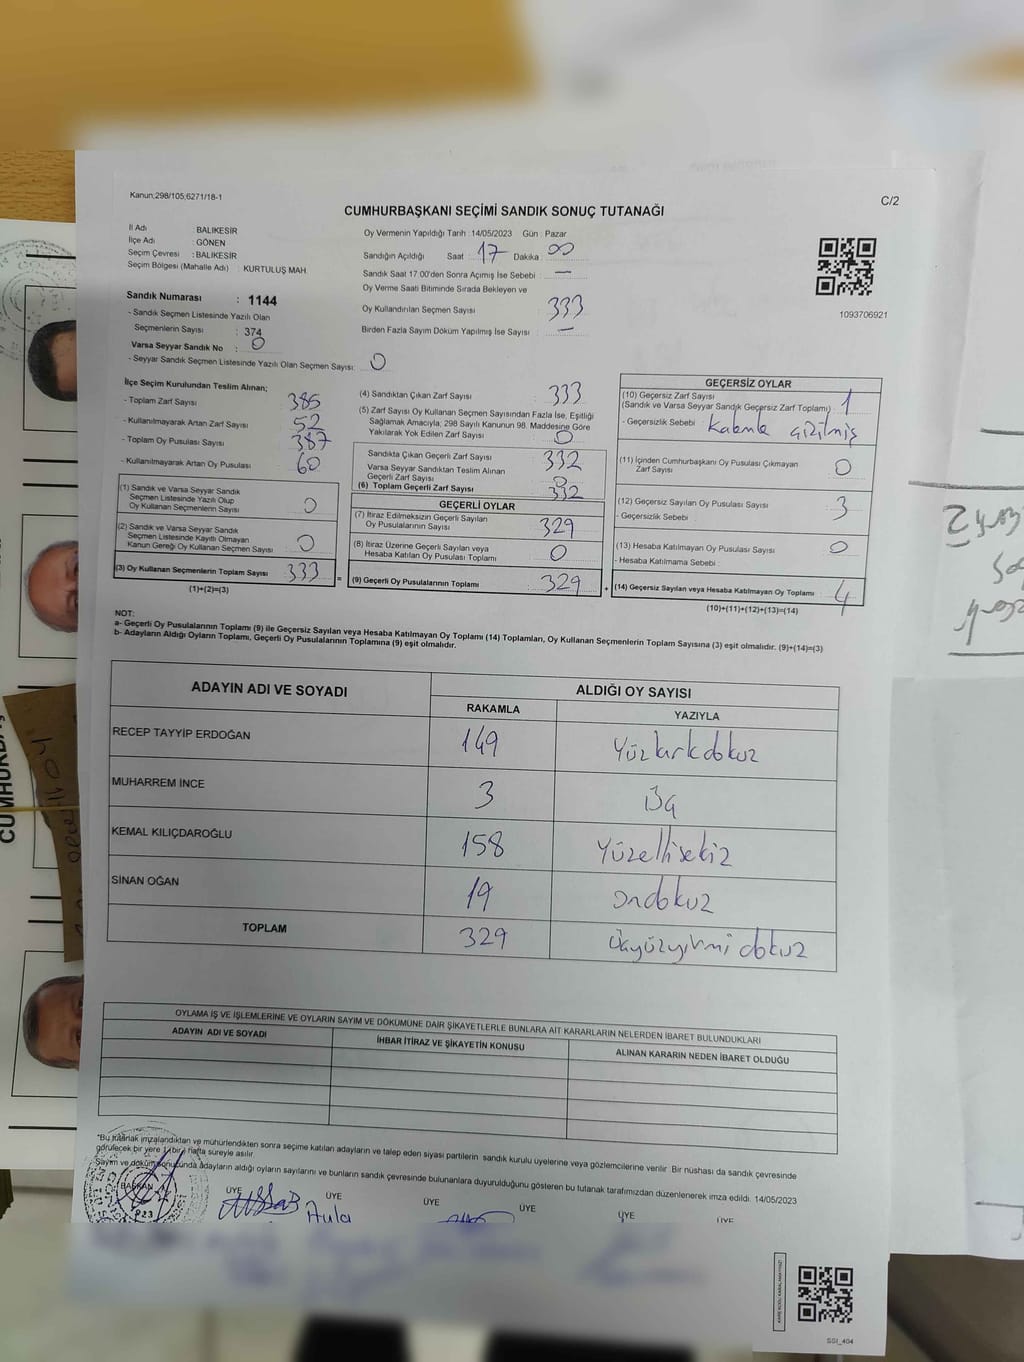 Kanun,298/105,6271/18-1
C/2
CUMHURBAŞKANI SEÇİMİ SANDIK SONUÇ TUTANAĞI
İl Adı : BALIKESİR
İlçe Adı : GÖNEN
Seçim Çevresi : BALIKESİR
Seçim Bölgesi (Mahalle Adı) : KURTULUŞ MAH.
Sandık Numarası : 1144
- Sandık Seçmen Listesinde Yazılı Olan
Seçmenlerin Sayısı : 374
Varsa Seyyar Sandık No : 0
- Seyyar Sandık Seçmen Listesinde Yazılı Olan Seçmen Sayısı: 0
Oy Vermenin Yapıldığı Tarih : 14/05/2023 Gün : Pazar
Sandığın Açıldığı Saat : 17 Dakika : 00
Sandık Saat 17.00'den Sonra Açımış İse Sebebi : —
Oy Verme Saati Bitiminde Sırada Bekleyen ve
Oy Kullandırılan Seçmen Sayısı : 333
Birden Fazla Sayım Döküm Yapılmış İse Sayısı : —
1093706921
İlçe Seçim Kurulundan Teslim Alınan;
- Toplam Zarf Sayısı : 385
- Kullanılmayarak Artan Zarf Sayısı : 52
- Toplam Oy Pusulası Sayısı : 387
- Kullanılmayarak Artan Oy Pusulası : 60
(1) Sandık ve Varsa Seyyar Sandık
Seçmen Listesinde Yazılı Olup
Oy Kullanan Seçmenlerin Sayısı : 0
(2) Sandık ve Varsa Seyyar Sandık
Seçmen Listesinde Kayıtlı Olmayan
Kanun Gereği Oy Kullanan Seçmen Sayısı : 0
(3) Oy Kullanan Seçmenlerin Toplam Sayısı : 333
(1)+(2)=(3)
(4) Sandıktan Çıkan Zarf Sayısı : 333
(5) Zarf Sayısı Oy Kullanan Seçmen Sayısından Fazla İse, Eşitliği
Sağlamak Amacıyla; 298 Sayılı Kanunun 98. Maddesine Göre
Yakılarak Yok Edilen Zarf Sayısı : 0
Sandıkta Çıkan Geçerli Zarf Sayısı : 332
Varsa Seyyar Sandıktan Teslim Alınan
Geçerli Zarf Sayısı : 0
(6) Toplam Geçerli Zarf Sayısı : 332
GEÇERLİ OYLAR
(7) İtiraz Edilmeksizin Geçerli Sayılan
Oy Pusulalarının Sayısı : 329
(8) İtiraz Üzerine Geçerli Sayılan veya
Hesaba Katılan Oy Pusulası Toplamı : 0
= (9) Geçerli Oy Pusulalarının Toplamı : 329
GEÇERSİZ OYLAR
(10) Geçersiz Zarf Sayısı
(Sandık ve Varsa Seyyar Sandık Geçersiz Zarf Toplamı) : 1
- Geçersizlik Sebebi : Kalemle çizilmiş
(11) İçinden Cumhurbaşkanı Oy Pusulası Çıkmayan
Zarf Sayısı : 0
(12) Geçersiz Sayılan Oy Pusulası Sayısı : 3
- Geçersizlik Sebebi :
(13) Hesaba Katılmayan Oy Pusulası Sayısı : 0
- Hesaba Katılmama Sebebi :
+ (14) Geçersiz Sayılan veya Hesaba Katılmayan Oy Toplamı : 4
(10)+(11)+(12)+(13)=(14)
NOT:
a- Geçerli Oy Pusulalarının Toplamı (9) ile Geçersiz Sayılan veya Hesaba Katılmayan Oy Toplamı (14) Toplamları, Oy Kullanan Seçmenlerin Toplam Sayısına (3) eşit olmalıdır. (9)+(14)=(3)
b- Adayların Aldığı Oyların Toplamı, Geçerli Oy Pusulalarının Toplamına (9) eşit olmalıdır.
ADAYIN ADI VE SOYADI ALDIĞI OY SAYISI
RAKAMLA YAZIYLA
RECEP TAYYİP ERDOĞAN 149 Yüzkırkdokuz
MUHARREM İNCE 3 Üç
KEMAL KILIÇDAROĞLU 158 Yüzellisekiz
SİNAN OĞAN 19 ondokuz
TOPLAM 329 Üçyüzyirmi dokuz
OYLAMA İŞ VE İŞLEMLERİNE VE OYLARIN SAYIM VE DÖKÜMÜNE DAİR ŞİKAYETLERLE BUNLARA AİT KARARLARIN NELERDEN İBARET BULUNDUKLARI
ADAYIN ADI VE SOYADI İHBAR İTİRAZ VE ŞİKAYETİN KONUSU ALINAN KARARIN NEDEN İBARET OLDUĞU
*Bu tutanak imzalandıktan ve mühürlendikten sonra seçime katılan adayların ve talep eden siyasi partilerin sandık kurulu üyelerine veya gözlemcilerine verilir. Bir nüshası da sandık çevresinde
görülecek bir yere 1 (bir) hafta süreyle asılır.
Sayım ve döküm sonucunda adayların aldığı oyların sayılarını ve bunların sandık çevresinde bulunanlara duyurulduğunu gösteren bu tutanak tarafımızdan düzenlenerek imza edildi. 14/05/2023
BAŞKAN ÜYE ÜYE ÜYE ÜYE ÜYE ÜYE
SSI_404